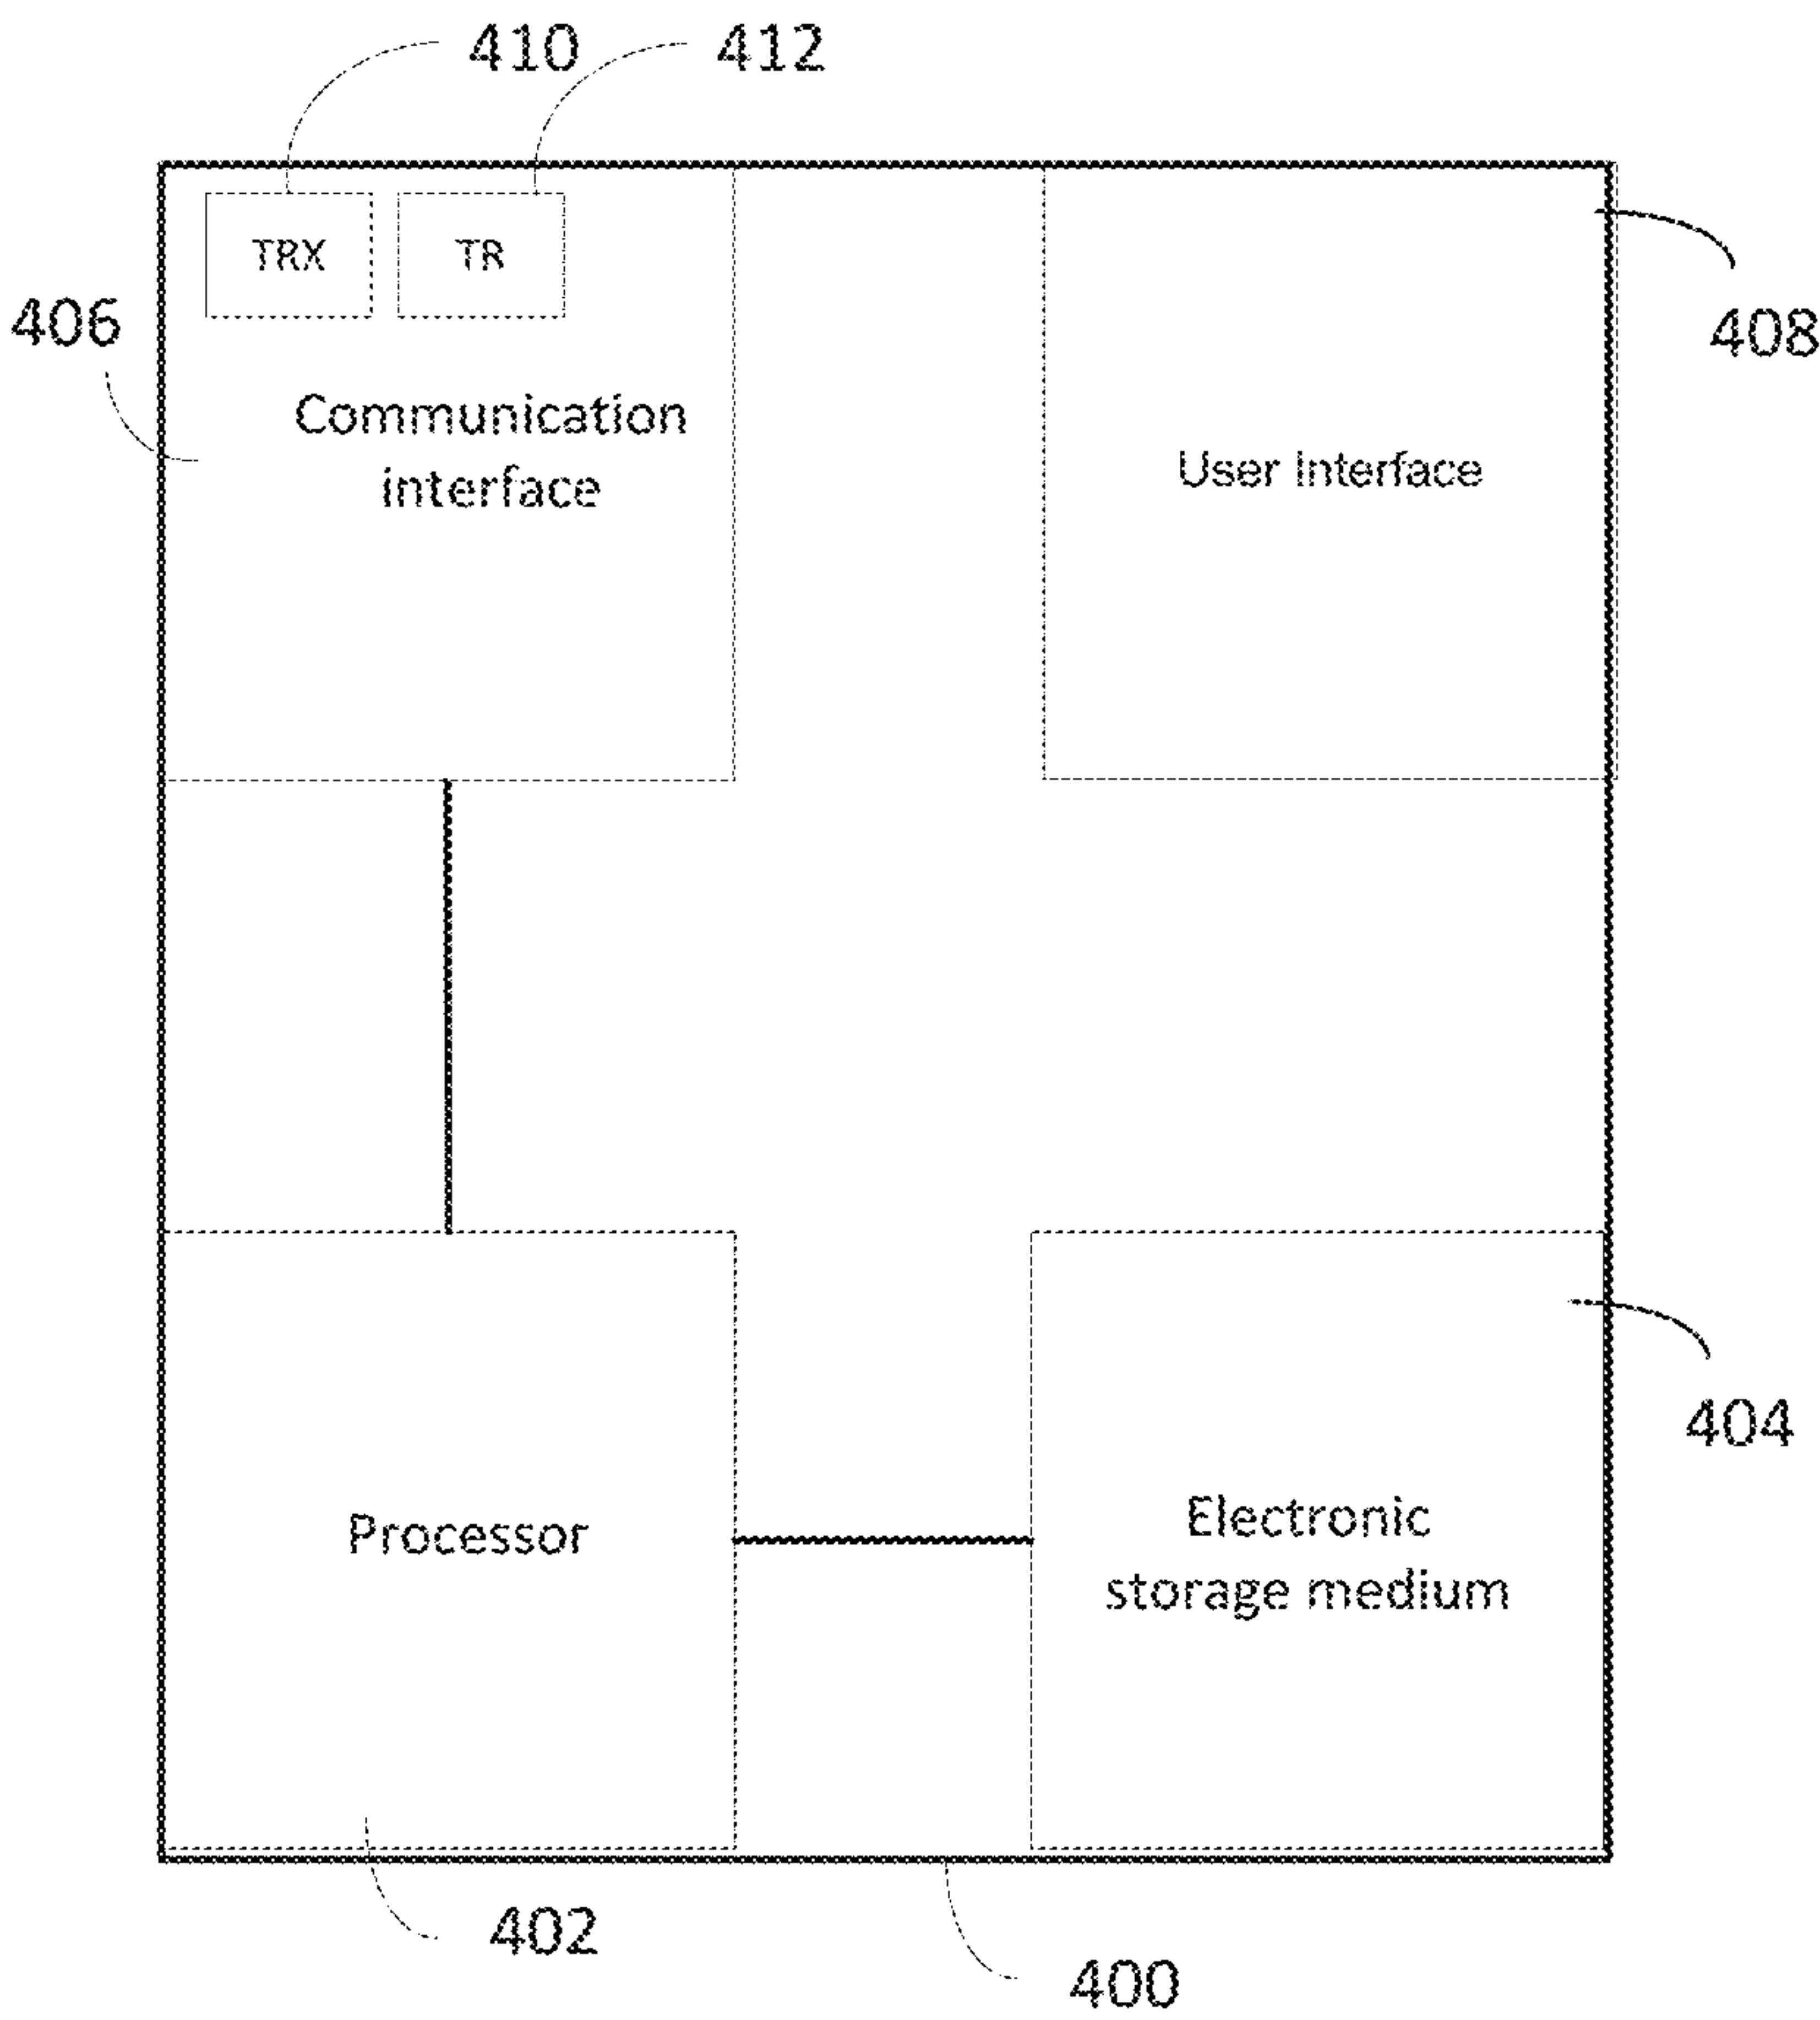 410 412
TRX TR
406
408
Communication
interface
User Interface
404
Processor
Electronic
storage medium
402
400